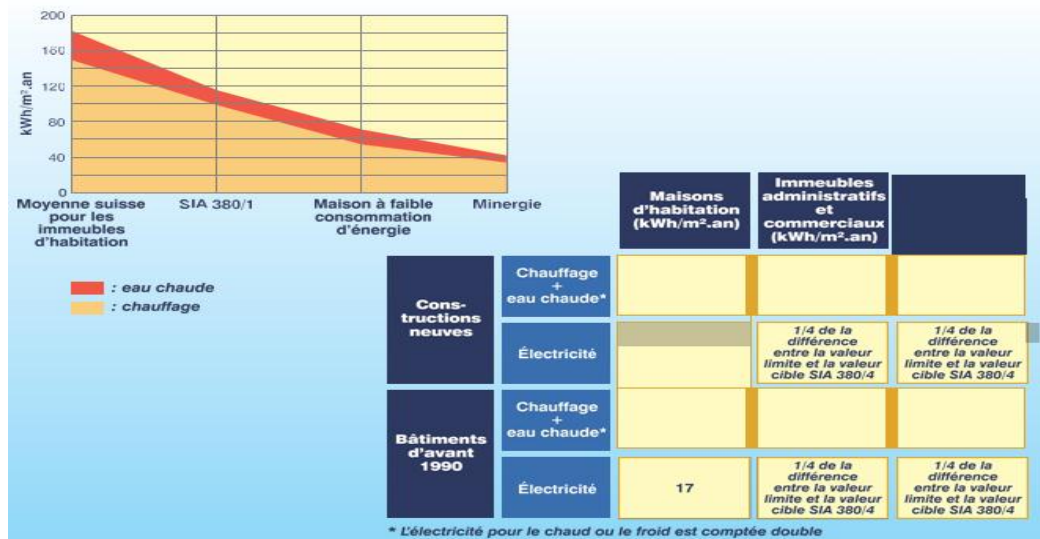 200
160
120
80
40
0
kWh/m².an
Moyenne suisse
pour les
immeubles
d'habitation
SIA 380/1
Maison à faible
consommation
d'énergie
Minergie
: eau chaude
: chauffage
Maisons
d'habitation
(kWh/m².an)
Immeubles
administratifs
et
commerciaux
(kWh/m².an)
Cons-
tructions
neuves
Chauffage
+
eau chaude*
Électricité
1/4 de la
différence
entre la valeur
limite et la valeur
cible SIA 380/4
1/4 de la
différence
entre la valeur
limite et la valeur
cible SIA 380/4
Bâtiments
d'avant
1990
Chauffage
+
eau chaude*
Électricité
17
1/4 de la
différence
entre la valeur
limite et la valeur
cible SIA 380/4
1/4 de la
différence
entre la valeur
limite et la valeur
cible SIA 380/4
* L'électricité pour le chaud ou le froid est comptée double